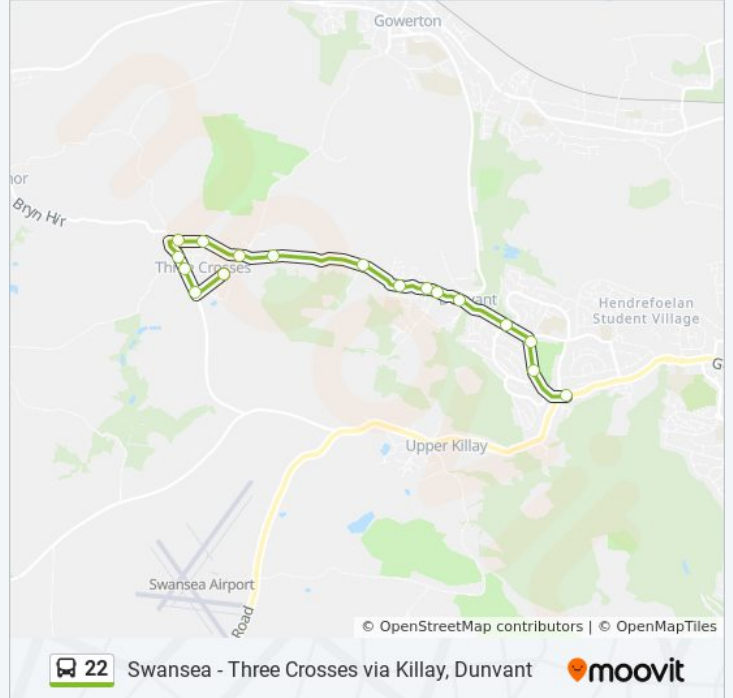 Gowerton
nor
Bryn H/r
Three Crosses
Dunvant
Hendrefoelan
Student Village
G
Upper Killay
Swansea Airport
Road
© OpenStreetMap contributors | © OpenMapTiles
22 Swansea - Three Crosses via Killay, Dunvant moovit